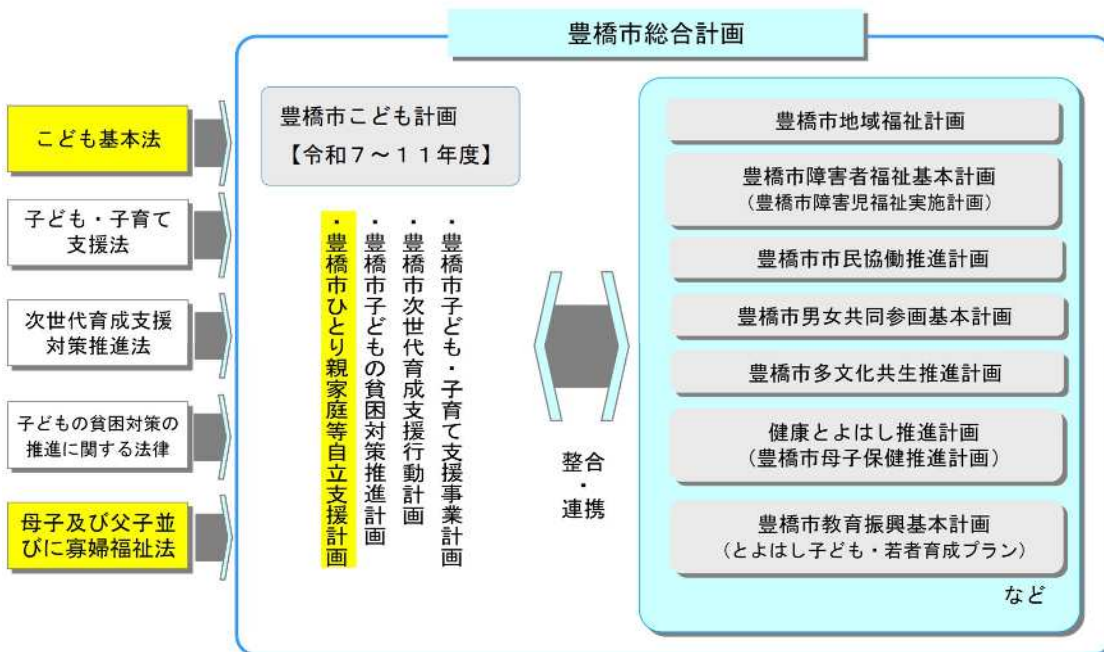 豊橋市総合計画
こども基本法
子ども・子育て
支援法
次世代育成支援
対策推進法
子どもの貧困対策の
推進に関する法律
母子及び父子並
びに寡婦福祉法
豊橋市こども計画
【令和7~11年度】
・豊橋市子ども・子育て支援事業計画
・豊橋市次世代育成支援行動計画
・豊橋市子どもの貧困対策推進計画
・豊橋市ひとり親家庭等自立支援計画
整合
・
連携
豊橋市地域福祉計画
豊橋市障害者福祉基本計画
(豊橋市障害児福祉実施計画)
豊橋市市民協働推進計画
豊橋市男女共同参画基本計画
豊橋市多文化共生推進計画
健康とよはし推進計画
(豊橋市母子保健推進計画)
豊橋市教育振興基本計画
(とよはし子ども・若者育成プラン)
など